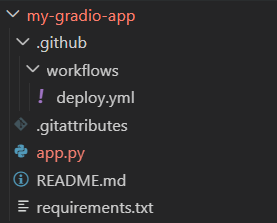 my-gradio-app
.github
workflows
! deploy.yml
.gitattributes
app.py
README.md
requirements.txt